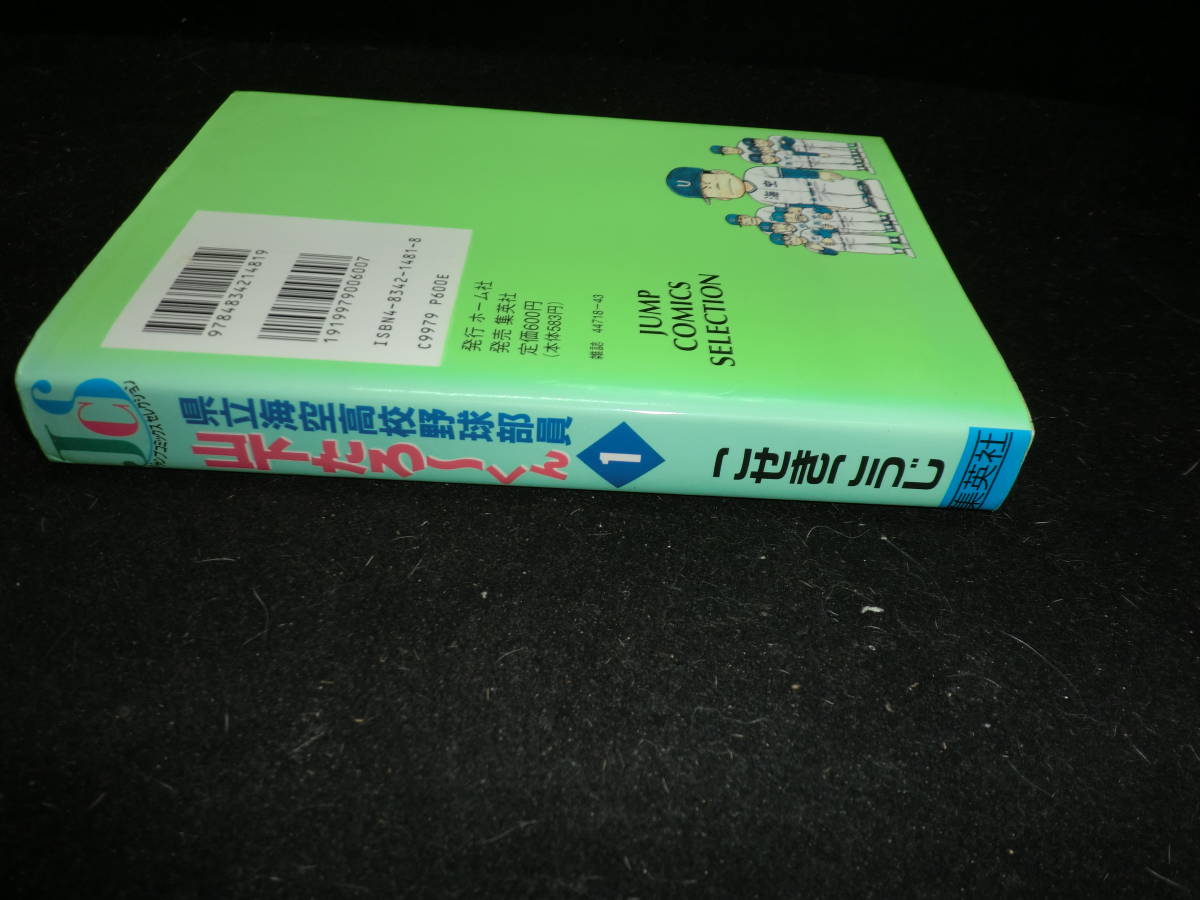 9784834214819
1919979006007
ISBN4-8342-1481-8
C9979 P600E
発行 ホーム社
発売 集英社
定価600円
(本体583円)
雑誌 44718-43
JUMP
COMICS
SELECTION
U
海空
SJC
ジャンプコミックスセレクション
県立海空高校野球部員
山下たろ〜くん
1
こせきこうじ
集英社